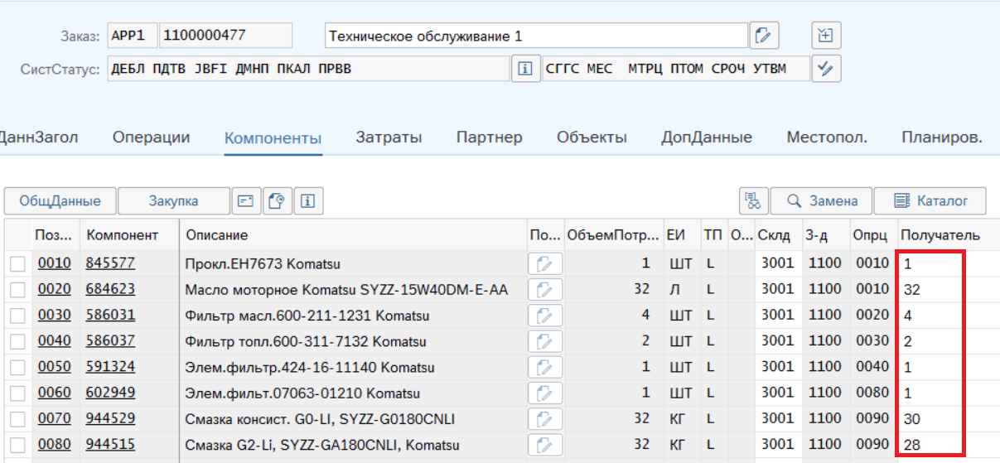 Заказ: APP1 1100000477 Техническое обслуживание 1
СистСтатус: ДЕБЛ ПДТВ JBFI ДМНП ПКАЛ ПРВВ СГГС МЕС МТРЦ ПТОМ СРОЧ УТВМ
ДаннЗагол Операции Компоненты Затраты Партнер Объекты ДопДанные Местопол. Планиров.
ОбщДанные Закупка Замена Каталог
Поз... Компонент Описание По... ОбъемПотр... ЕИ ТП О... Склд З-д Опрц Получатель
0010 845577 Прокл.EH7673 Komatsu 1 ШТ L 3001 1100 0010 1
0020 684623 Масло моторное Komatsu SYZZ-15W40DM-E-AA 32 Л L 3001 1100 0010 32
0030 586031 Фильтр масл.600-211-1231 Komatsu 4 ШТ L 3001 1100 0020 4
0040 586037 Фильтр топл.600-311-7132 Komatsu 2 ШТ L 3001 1100 0030 2
0050 591324 Элем.фильтр.424-16-11140 Komatsu 1 ШТ L 3001 1100 0040 1
0060 602949 Элем.фильт.07063-01210 Komatsu 1 ШТ L 3001 1100 0080 1
0070 944529 Смазка консист. G0-LI, SYZZ-G0180CNLI 32 КГ L 3001 1100 0090 30
0080 944515 Смазка G2-Li, SYZZ-GA180CNLI, Komatsu 32 КГ L 3001 1100 0090 28